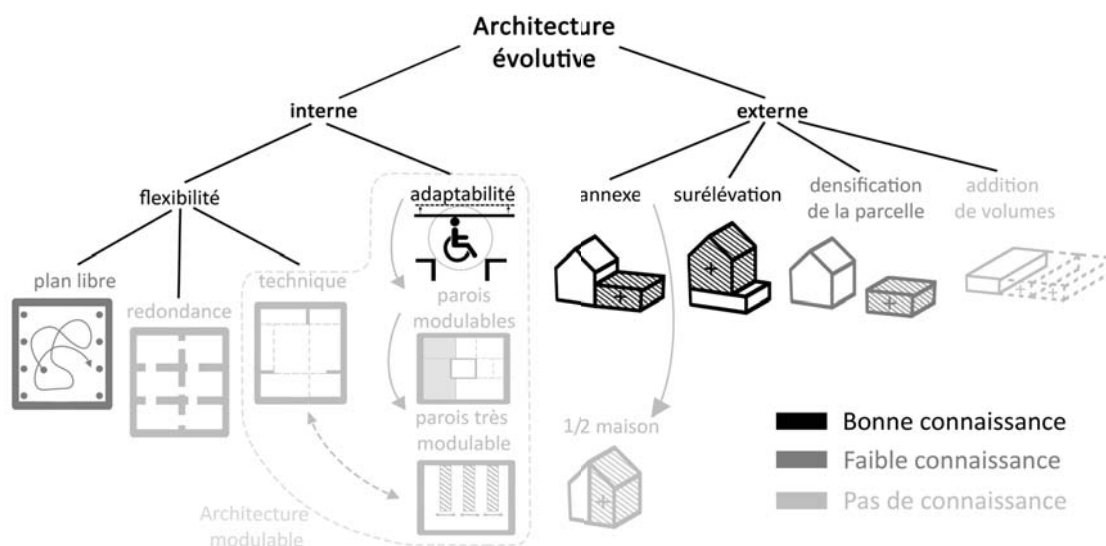 Architecture
évolutive
interne
externe
flexibilité
adaptabilité
annexe
surélévation
densification
de la parcelle
addition
de volumes
plan libre
redondance
technique
parois
modulables
parois très
modulable
1/2 maison
Architecture
modulable
Bonne connaissance
Faible connaissance
Pas de connaissance